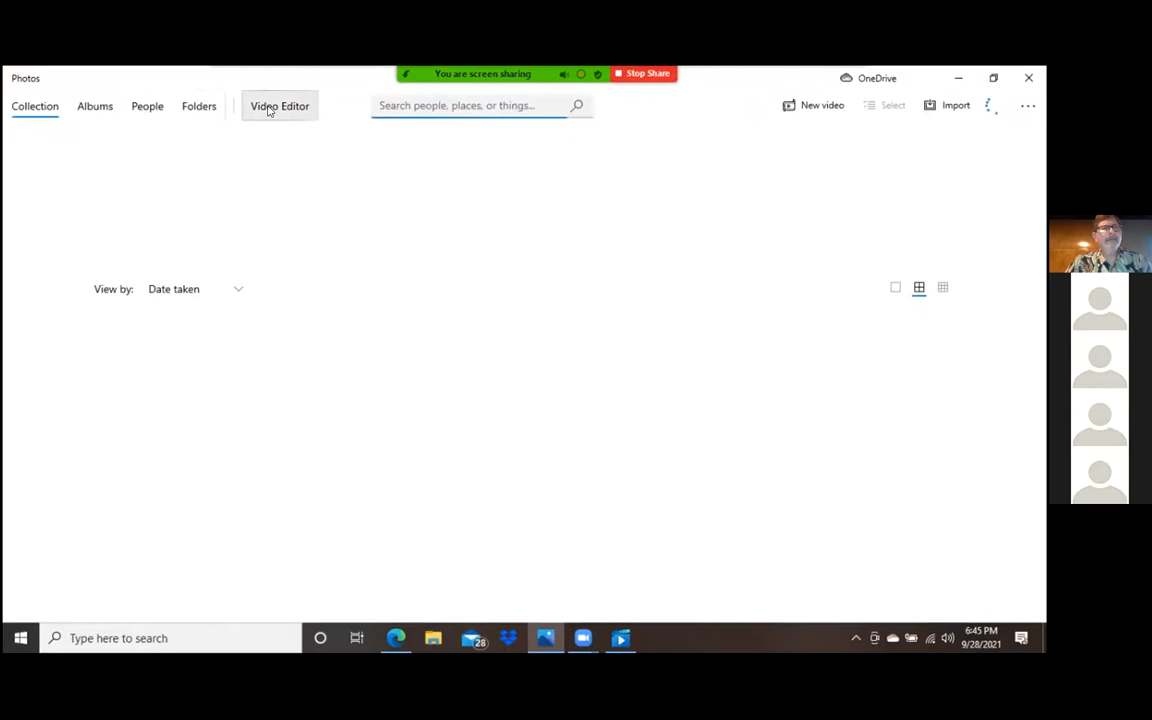 Photos
You are screen sharing
Stop Share
OneDrive
Collection
Albums
People
Folders
Video Editor
Search people, places, or things...
New video
Select
Import
View by:
Date taken
Type here to search
28
6:45 PM
9/28/2021